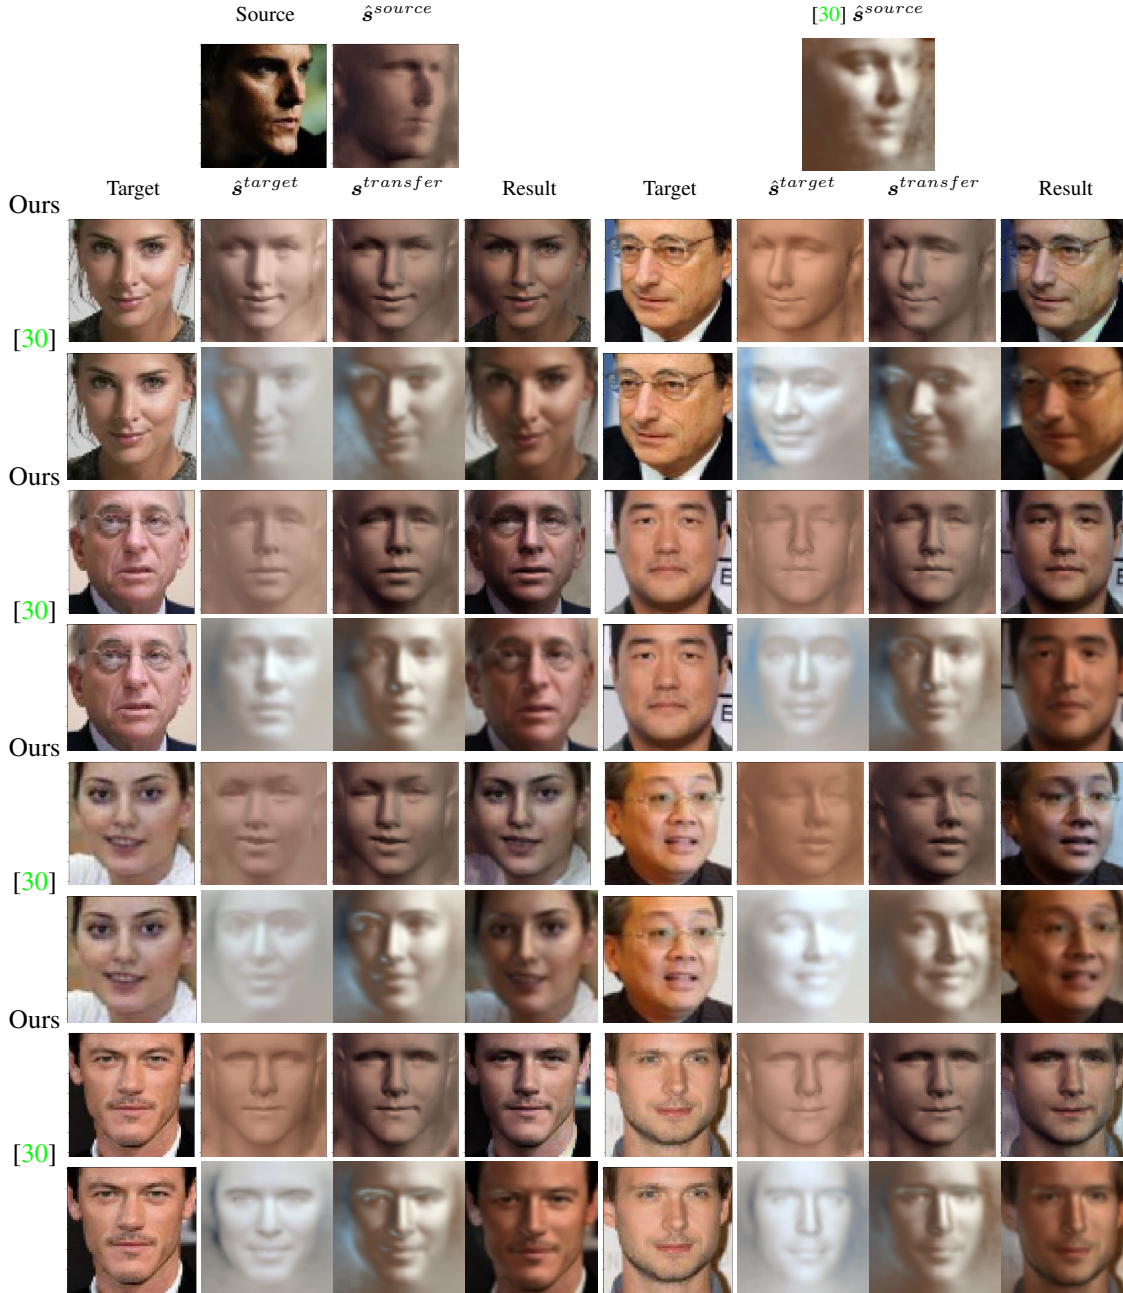 Source ŝ^source [30] ŝ^source
Target ŝ^target s^transfer Result Target ŝ^target s^transfer Result
Ours
[30]
Ours
E
[30]
E
Ours
[30]
Ours
[30]